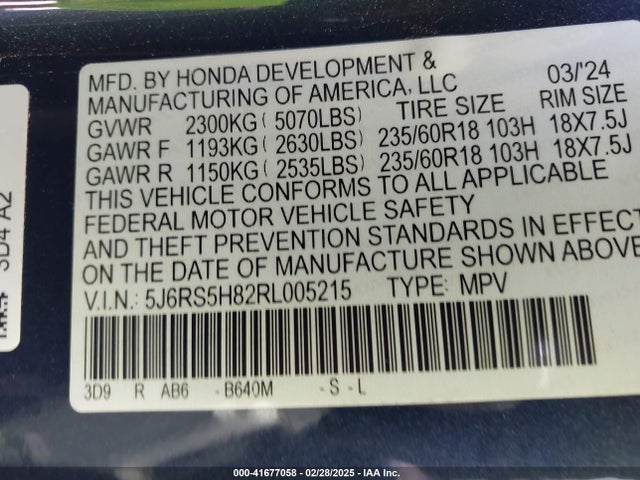 MFD. BY HONDA DEVELOPMENT &
MANUFACTURING OF AMERICA, LLC 03/'24
GVWR 2300KG ( 5070LBS) TIRE SIZE RIM SIZE
GAWR F 1193KG ( 2630LBS) 235/60R18 103H 18X7.5J
GAWR R 1150KG ( 2535LBS) 235/60R18 103H 18X7.5J
THIS VEHICLE CONFORMS TO ALL APPLICABLE
FEDERAL MOTOR VEHICLE SAFETY
AND THEFT PREVENTION STANDARDS IN EFFECT
ON THE DATE OF MANUFACTURE SHOWN ABOVE
V.I.N.: 5J6RS5H82RL005215 TYPE: MPV
3D9 R AB6 -B640M -S-L
3D4 A2
000-41677058 - 02/28/2025 - IAA Inc.